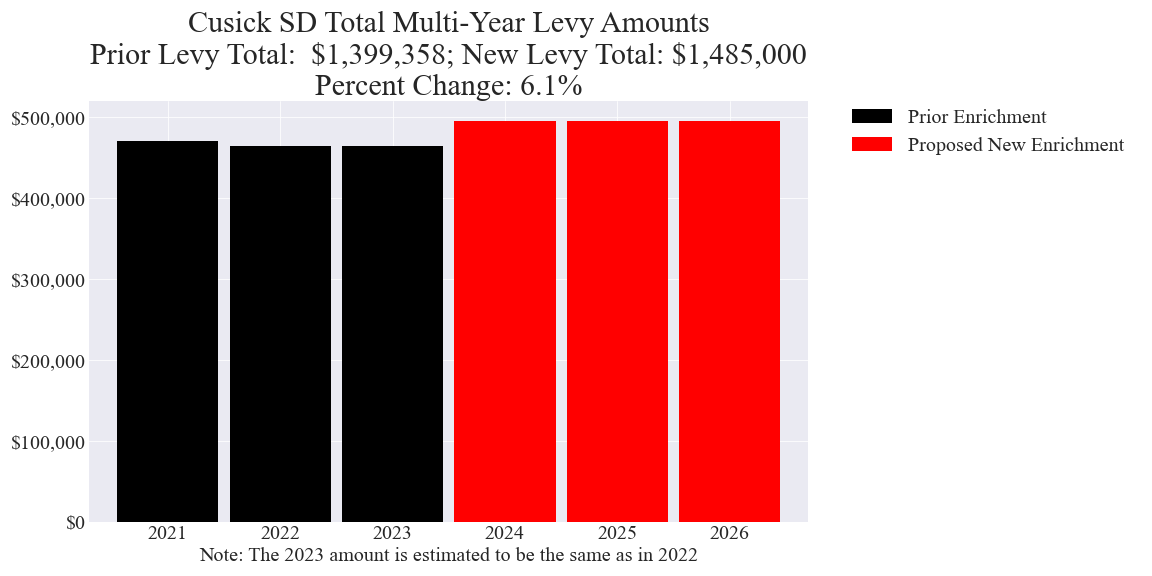 Cusick SD Total Multi-Year Levy Amounts
Prior Levy Total:  $1,399,358; New Levy Total: $1,485,000
Percent Change: 6.1%
$500,000
$400,000
$300,000
$200,000
$100,000
$0
2021 2022 2023 2024 2025 2026
Note: The 2023 amount is estimated to be the same as in 2022
Prior Enrichment
Proposed New Enrichment